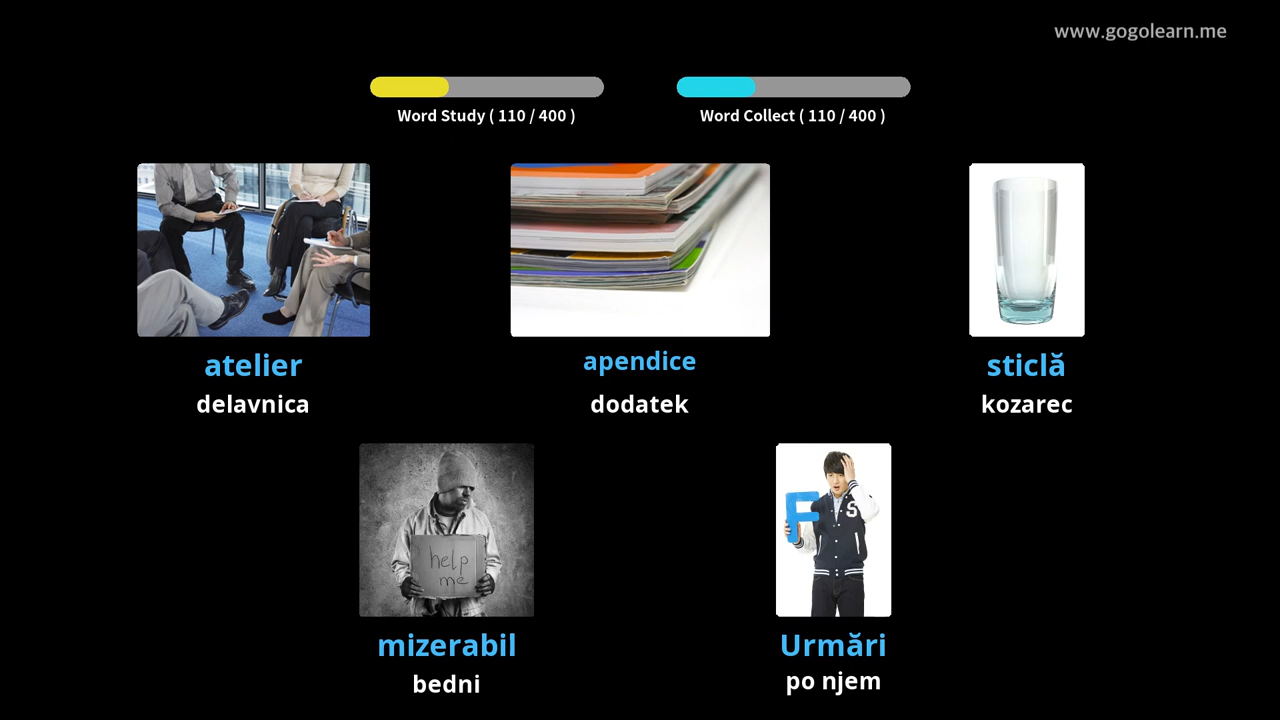 www.gogolearn.me
Word Study ( 110 / 400 )
Word Collect ( 110 / 400 )
atelier
delavnica
apendice
dodatek
sticlă
kozarec
help
me
mizerabil
bedni
F
S
Urmări
po njem